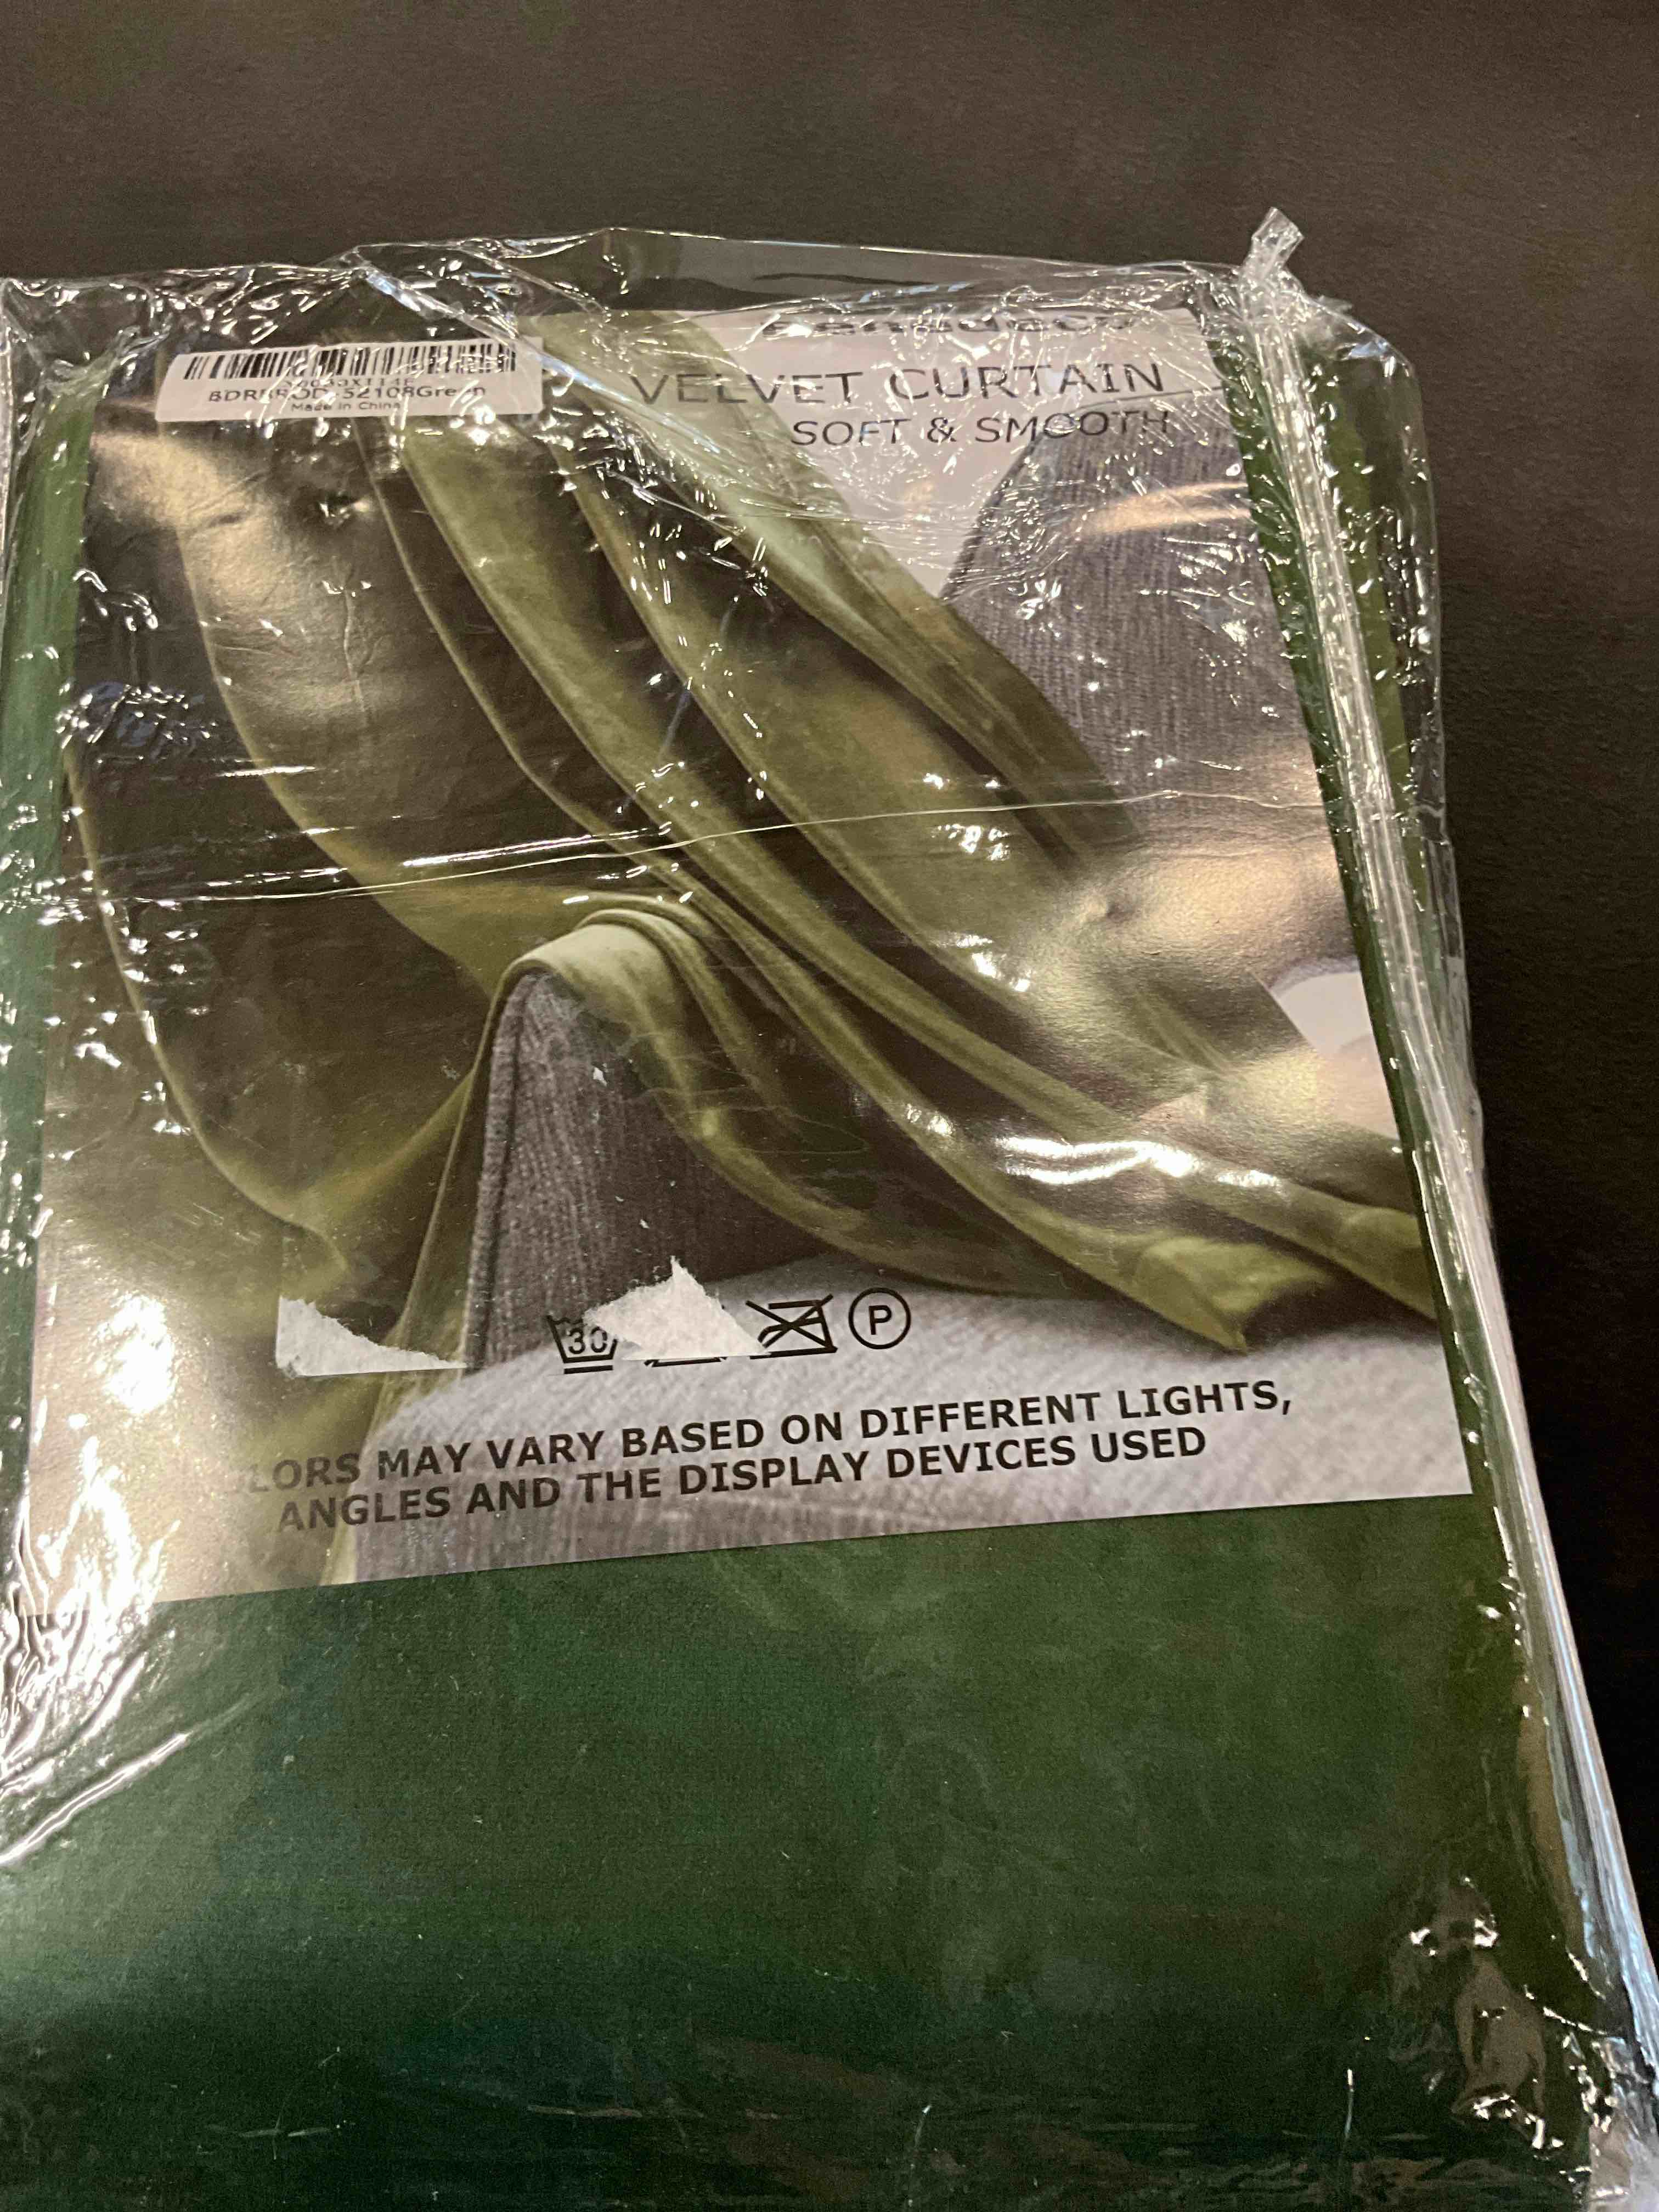 VELVET CURTAIN
SOFT & SMOOTH
Made in China
30
P
LORS MAY VARY BASED ON DIFFERENT LIGHTS,
ANGLES AND THE DISPLAY DEVICES USED